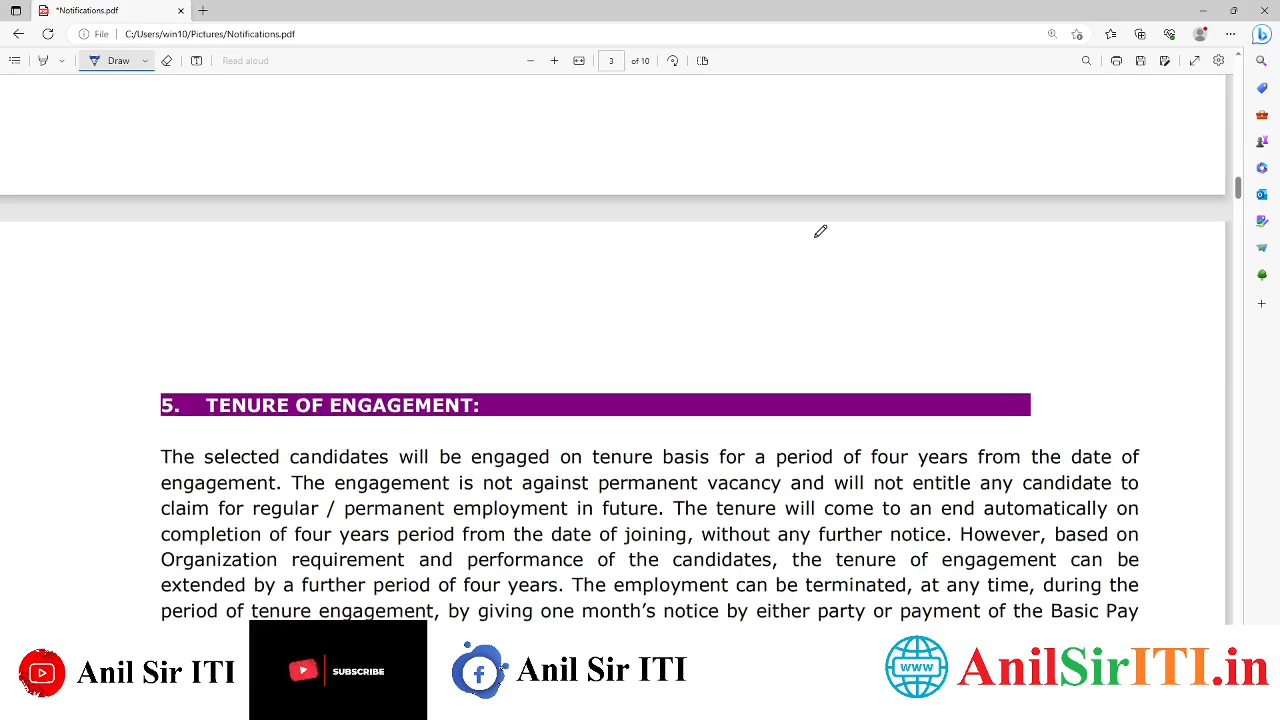 *Notifications.pdf
File C:/Users/win10/Pictures/Notifications.pdf
Draw Read aloud 3 of 10
5. TENURE OF ENGAGEMENT:
The selected candidates will be engaged on tenure basis for a period of four years from the date of
engagement. The engagement is not against permanent vacancy and will not entitle any candidate to
claim for regular / permanent employment in future. The tenure will come to an end automatically on
completion of four years period from the date of joining, without any further notice. However, based on
Organization requirement and performance of the candidates, the tenure of engagement can be
extended by a further period of four years. The employment can be terminated, at any time, during the
period of tenure engagement, by giving one month's notice by either party or payment of the Basic Pay
Anil Sir ITI SUBSCRIBE Anil Sir ITI WWW AnilSirITI.in